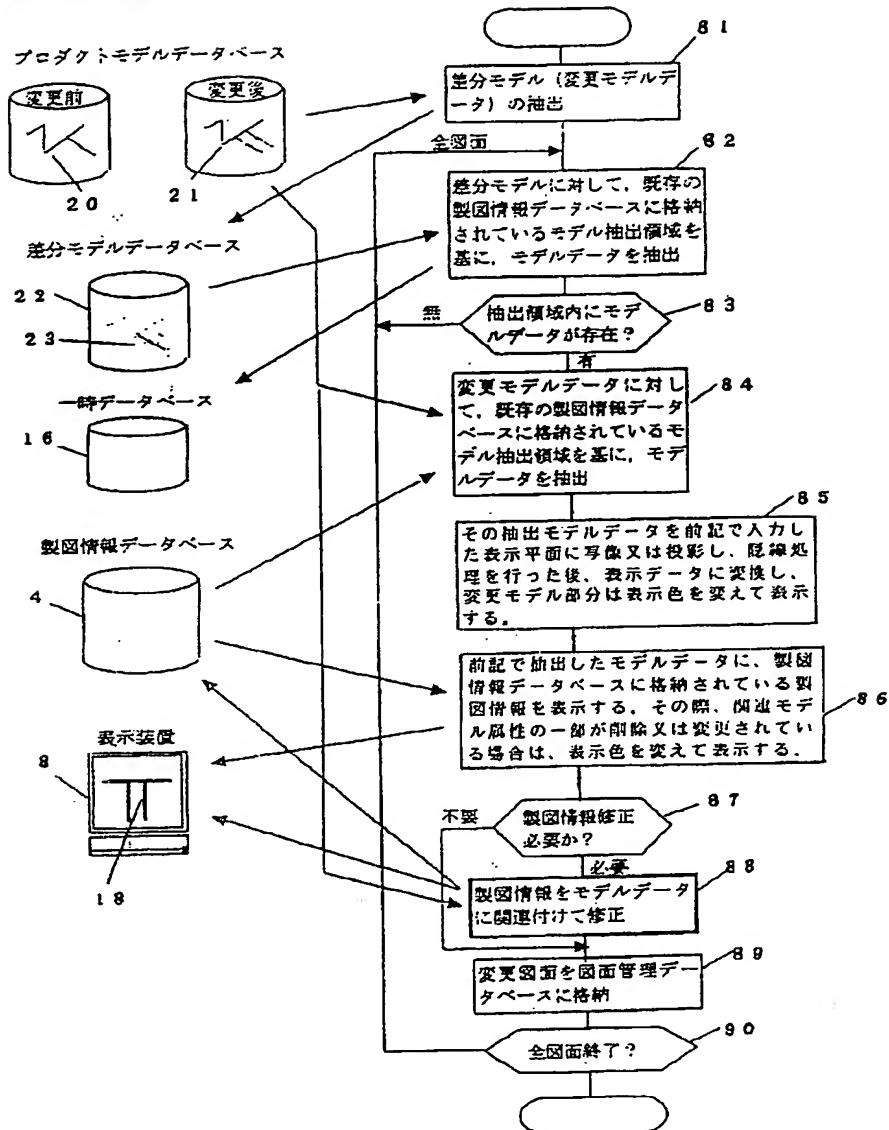 プロダクトモデルデータベース
変更前
変更後
20
21
差分モデルデータベース
22
23
一時データベース
16
製図情報データベース
4
表示装置
8
18
81
差分モデル(変更モデルデ
ータ)の抽出
全図面
82
差分モデルに対して,既存の
製図情報データベースに格納
されているモデル抽出領域を
基に,モデルデータを抽出
83
無
抽出領域内にモデ
ルデータが存在?
有
84
変更モデルデータに対し
て,既存の製図情報データ
ベースに格納されているモ
デル抽出領域を基に,モデ
ルデータを抽出
85
その抽出モデルデータを前記で入力し
た表示平面に写像又は投影し、隠線処
理を行った後、表示データに変換し、
変更モデル部分は表示色を変えて表示
する。
86
前記で抽出したモデルデータに、製図
情報データベースに格納されている製
図情報を表示する。その際、関連モデ
ル属性の一部が削除又は変更されてい
る場合は、表示色を変えて表示する。
87
不要
製図情報修正
必要か?
必要
88
製図情報をモデルデータ
に関連付けて修正
89
変更図面を図面管理デー
タベースに格納
90
全図面終了?